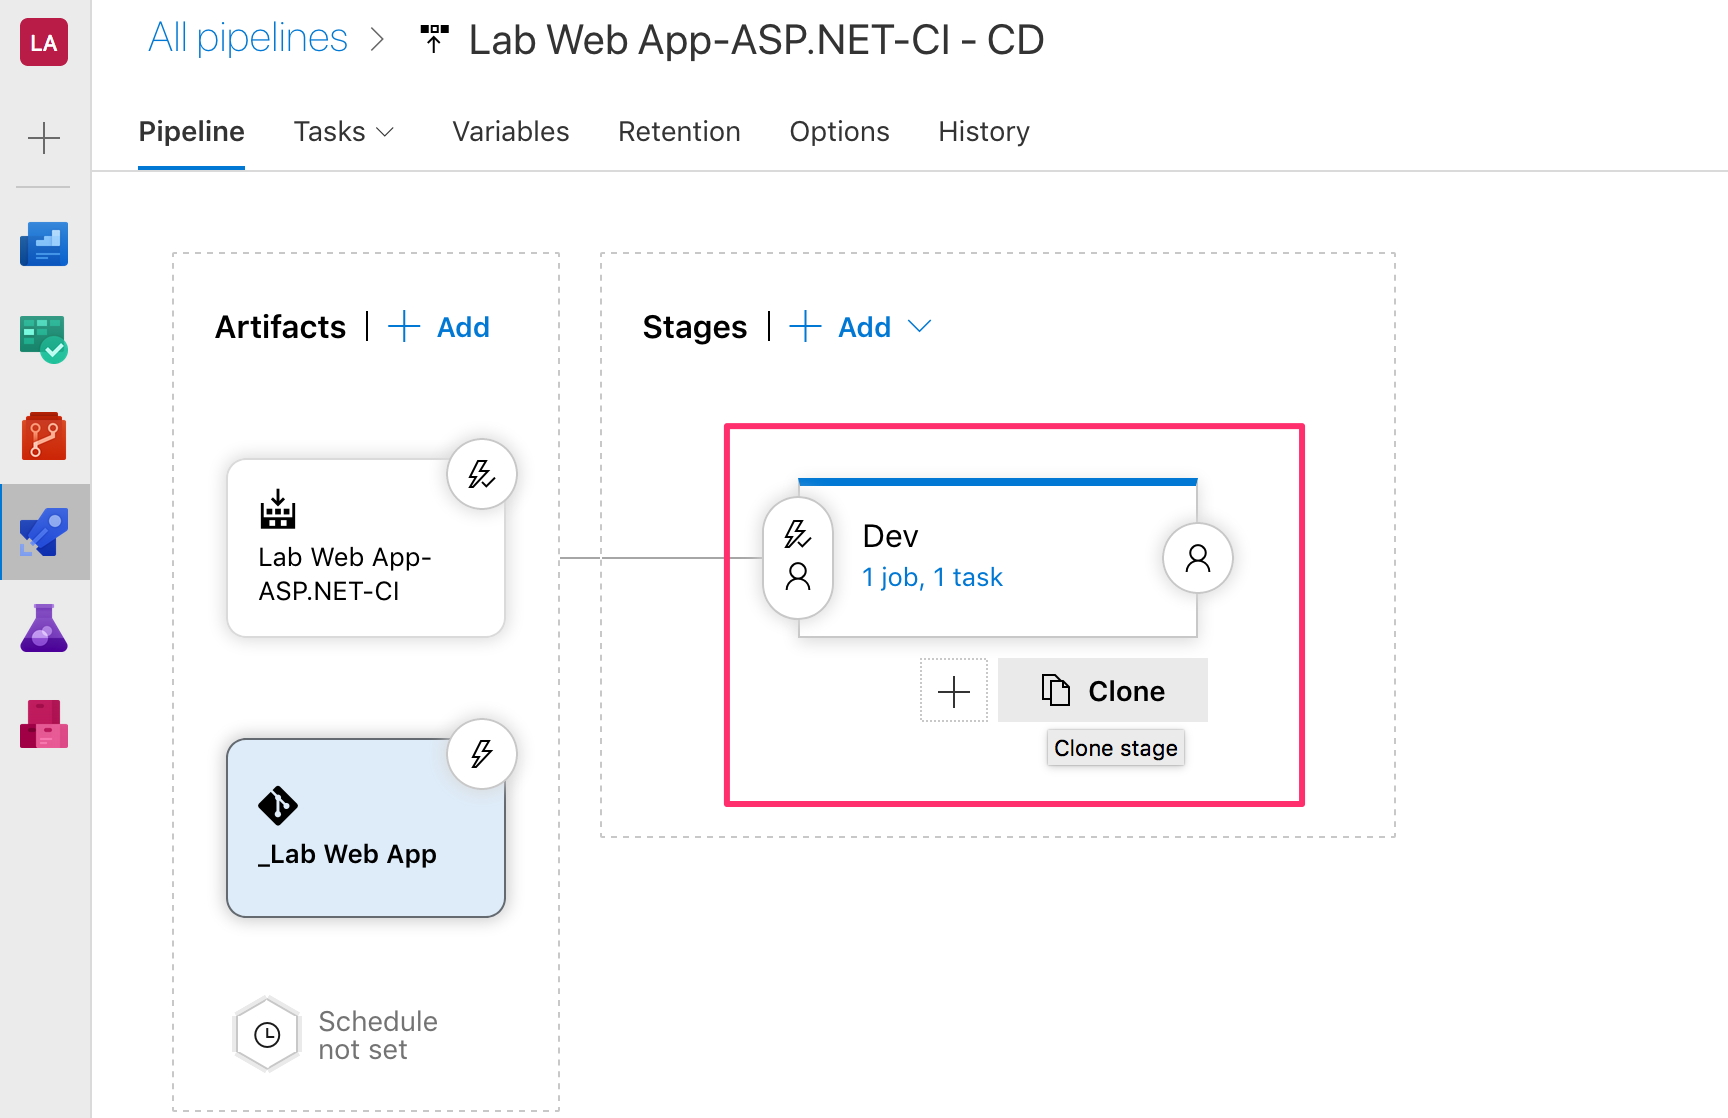 LA
All pipelines > Lab Web App-ASP.NET-CI - CD
Pipeline Tasks Variables Retention Options History
Artifacts | + Add
Stages | + Add
Lab Web App-
ASP.NET-CI
Dev
1 job, 1 task
Clone
Clone stage
_Lab Web App
Schedule
not set